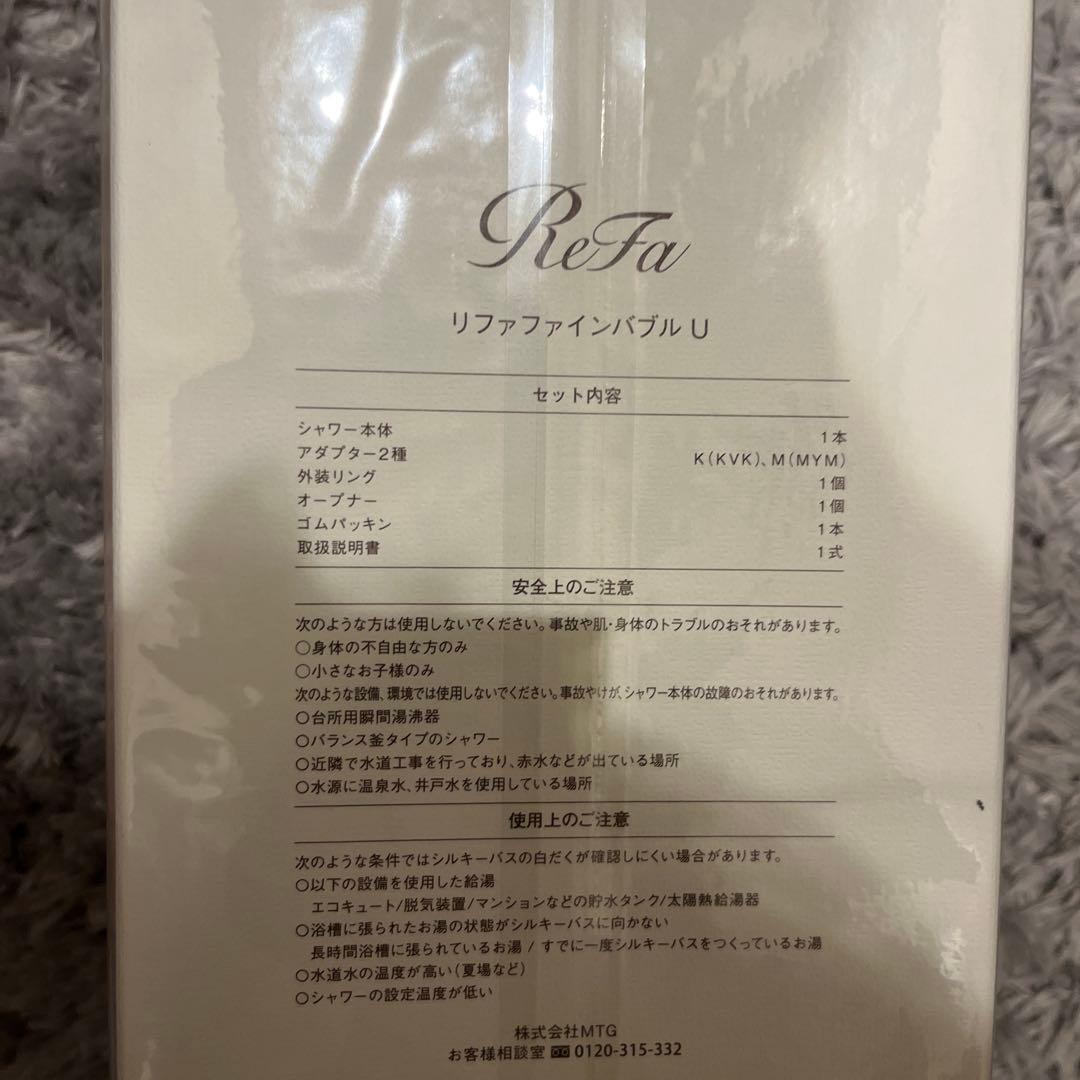 ReFa
リファファインバブル U
セット内容
シャワー本体 1本
アダプター2種 K(KVK)、M(MYM)
外装リング 1個
オープナー 1個
ゴムパッキン 1本
取扱説明書 1式
安全上のご注意
次のような方は使用しないでください。事故や肌・身体のトラブルのおそれがあります。
○身体の不自由な方のみ
○小さなお子様のみ
次のような設備、環境では使用しないでください。事故やけが、シャワー本体の故障のおそれがあります。
○台所用瞬間湯沸器
○バランス釜タイプのシャワー
○近隣で水道工事を行っており、赤水などが出ている場所
○水源に温泉水、井戸水を使用している場所
使用上のご注意
次のような条件ではシルキーバスの白だくが確認しにくい場合があります。
○以下の設備を使用した給湯
エコキュート/脱気装置/マンションなどの貯水タンク/太陽熱給湯器
○浴槽に張られたお湯の状態がシルキーバスに向かない
長時間浴槽に張られているお湯 / すでに一度シルキーバスをつくっているお湯
○水道水の温度が高い(夏場など)
○シャワーの設定温度が低い
株式会社MTG
お客様相談室 0120-315-332